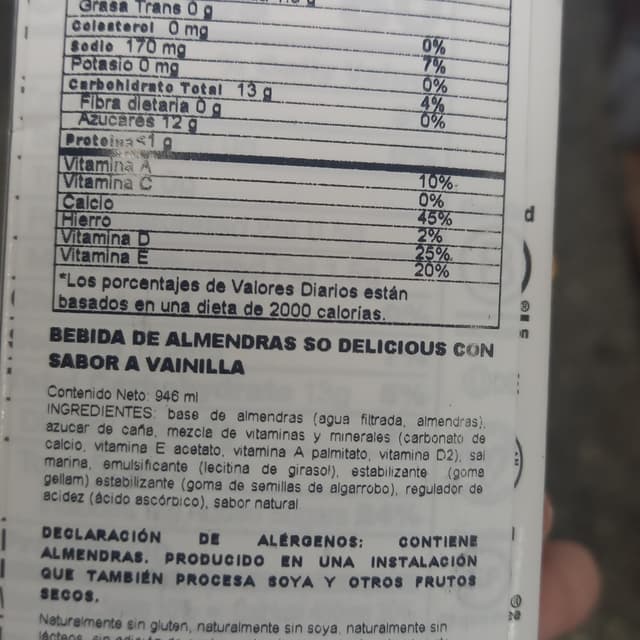 Grasa Trans 0 g
Colesterol 0 mg 0%
Sodio 170 mg 7%
Potasio 0 mg 0%
Carbohidrato Total 13 g 4%
Fibra dietaria 0 g 0%
Azucares 12 g
Proteina <1 g
Vitamina A 10%
Vitamina C 0%
Calcio 45%
Hierro 2%
Vitamina D 25%
Vitamina E 20%
*Los porcentajes de Valores Diarios están
basados en una dieta de 2000 calorías.
BEBIDA DE ALMENDRAS SO DELICIOUS CON
SABOR A VAINILLA
Contenido Neto: 946 ml
INGREDIENTES: base de almendras (agua filtrada, almendras),
azucar de caña, mezcla de vitaminas y minerales (carbonato de
calcio, vitamina E acetato, vitamina A palmitato, vitamina D2), sal
marina, emulsificante (lecitina de girasol), estabilizante (goma
gellam) estabilizante (goma de semillas de algarrobo), regulador de
acidez (ácido ascórbico), sabor natural
DECLARACIÓN DE ALÉRGENOS: CONTIENE
ALMENDRAS. PRODUCIDO EN UNA INSTALACIÓN
QUE TAMBIÉN PROCESA SOYA Y OTROS FRUTOS
SECOS.
Naturalmente sin gluten, naturalmente sin soya, naturalmente sin